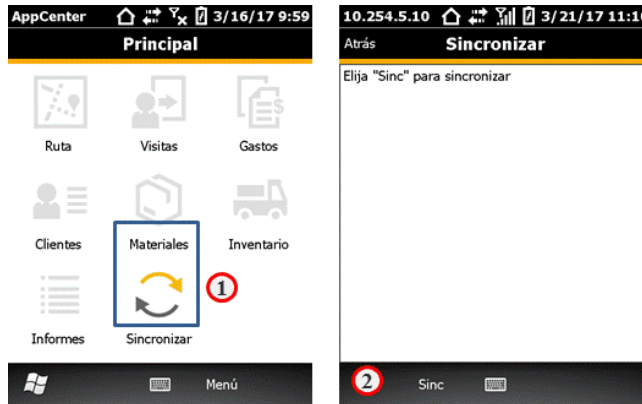 AppCenter 3/16/17 9:59
Principal
Ruta Visitas Gastos
Clientes Materiales Inventario
1
Informes Sincronizar
Menú
10.254.5.10 3/21/17 11:1
Atrás Sincronizar
Elija "Sinc" para sincronizar
2 Sinc